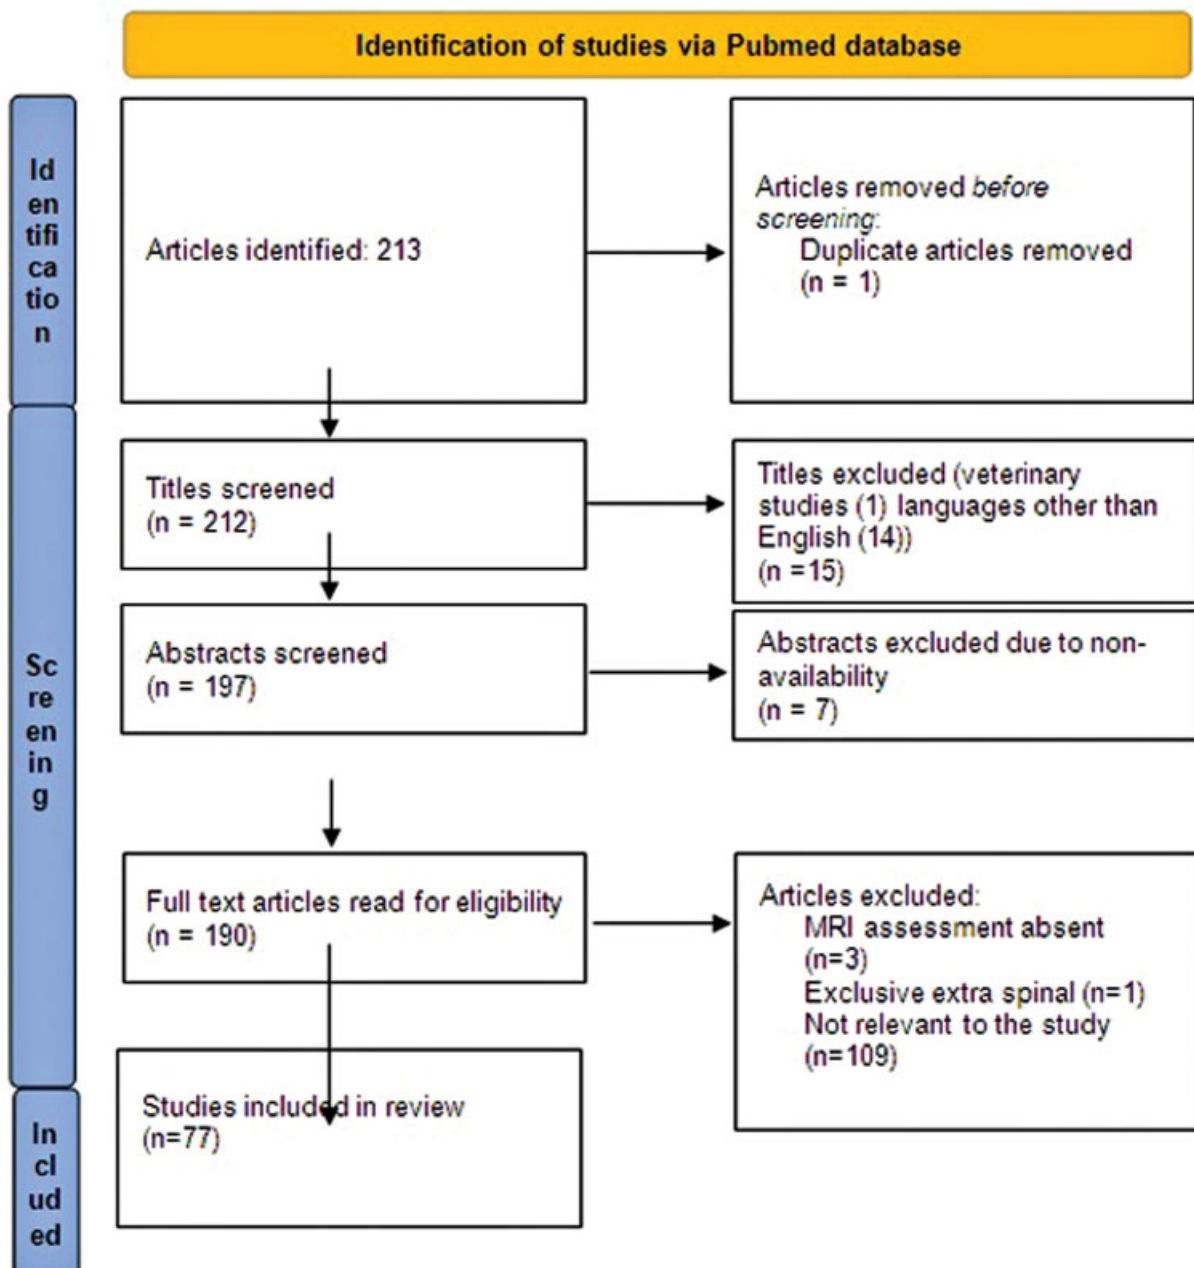 Identification of studies via Pubmed database
Id
en
tifi
ca
tio
n
Articles identified: 213
Articles removed before
screening:
Duplicate articles removed
(n = 1)
Sc
re
en
in
g
Titles screened
(n = 212)
Titles excluded (veterinary
studies (1) languages other than
English (14))
(n =15)
Abstracts screened
(n = 197)
Abstracts excluded due to non-
availability
(n = 7)
Full text articles read for eligibility
(n = 190)
Articles excluded:
MRI assessment absent
(n=3)
Exclusive extra spinal (n=1)
Not relevant to the study
(n=109)
In
cl
ud
ed
Studies included in review
(n=77)